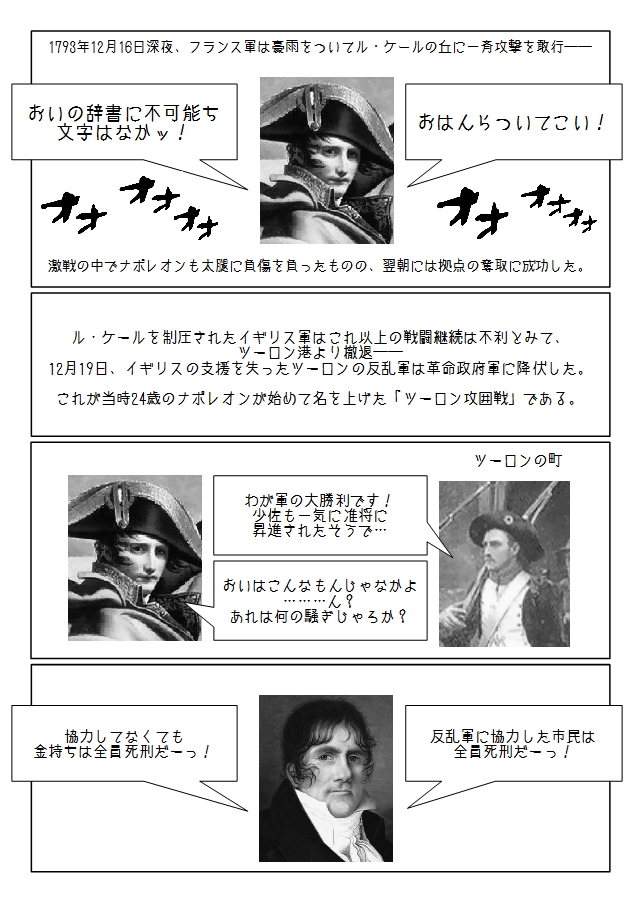 1793年12月16日深夜、フランス軍は豪雨をついてル・ケールの丘に一斉攻撃を敢行――
おいの辞書に不可能ち
文字はなかッ！
おはんらついてこい！
オオ
オオ
オオ
オオ
オオ
オオ
激戦の中でナポレオンも太腿に負傷を負ったものの、翌朝には拠点の奪取に成功した。
ル・ケールを制圧されたイギリス軍はこれ以上の戦闘継続は不利とみて、
ツーロン港より撤退――
12月19日、イギリスの支援を失ったツーロンの反乱軍は革命政府軍に降伏した。
これが当時24歳のナポレオンが始めて名を上げた「ツーロン攻囲戦」である。
ツーロンの町
わが軍の大勝利です！
少佐も一気に准将に
昇進されたそうで…
おいはこんなもんじゃなかよ
………ん？
あれは何の騒ぎじゃろか？
反乱軍に協力した市民は
全員死刑だーっ！
協力してなくても
金持ちは全員死刑だーっ！